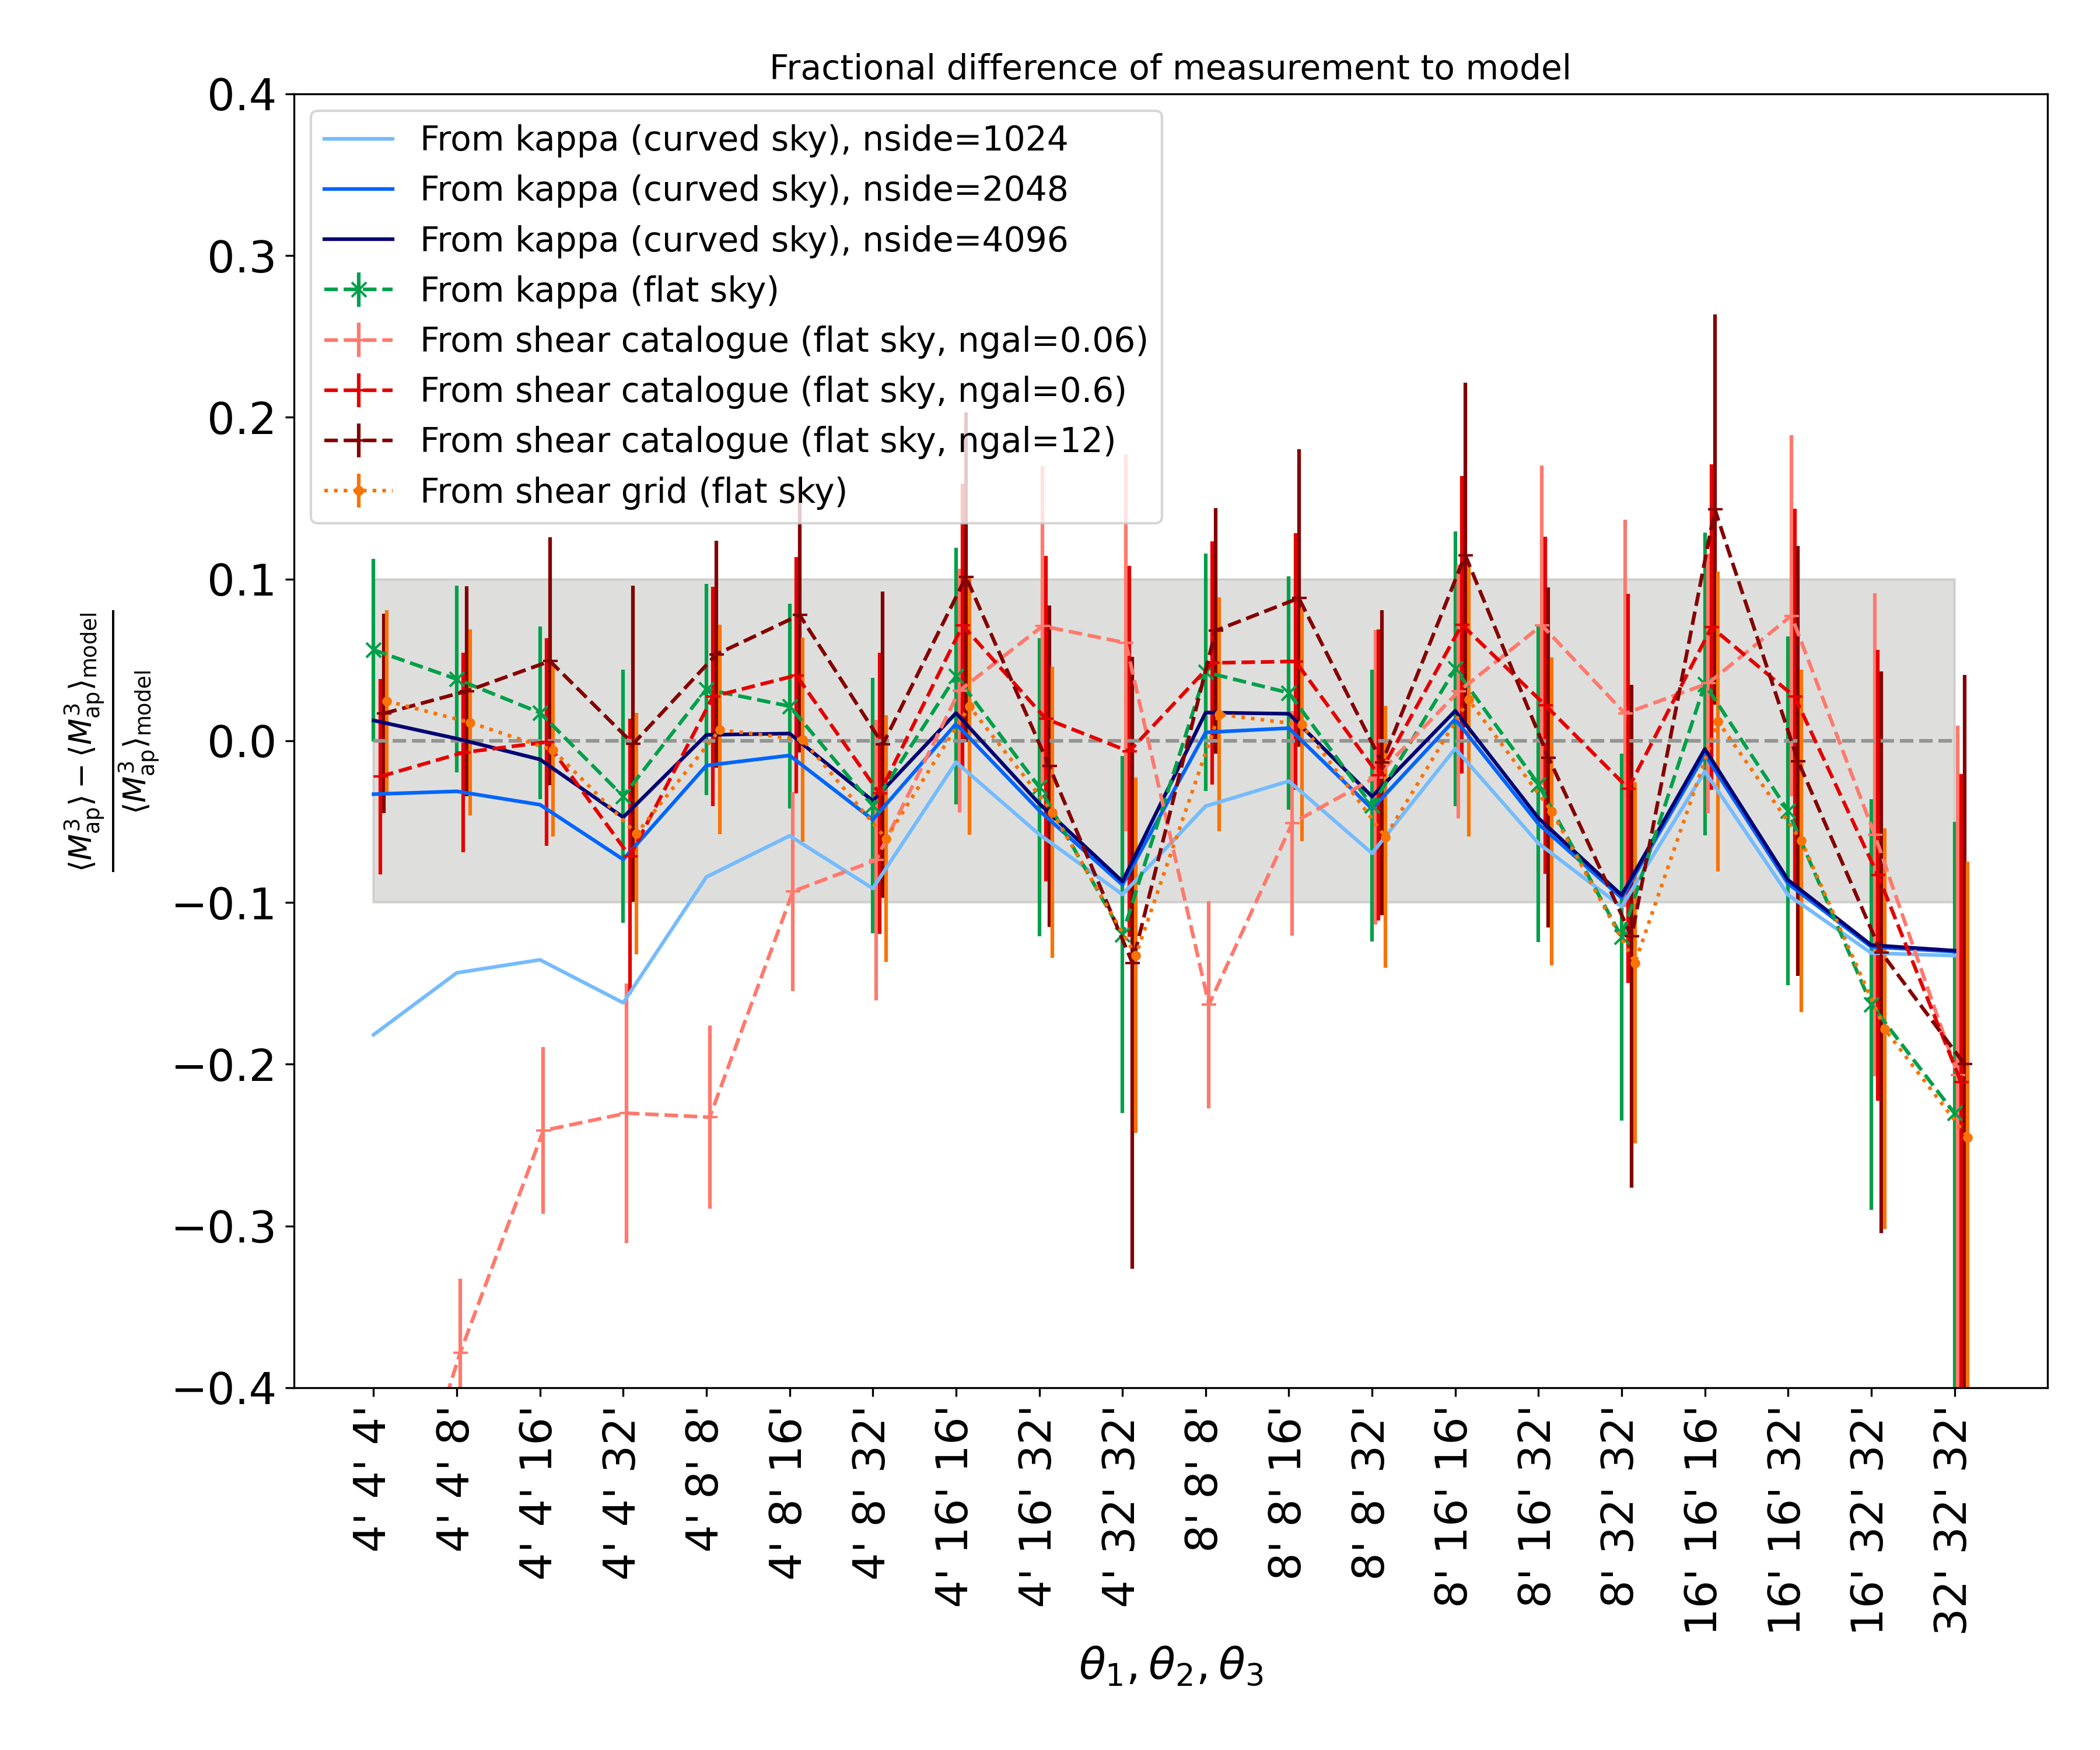 Fractional difference of measurement to model
0.4
0.3
0.2
0.1
0.0
−0.1
−0.2
−0.3
−0.4
From kappa (curved sky), nside=1024
From kappa (curved sky), nside=2048
From kappa (curved sky), nside=4096
From kappa (flat sky)
From shear catalogue (flat sky, ngal=0.06)
From shear catalogue (flat sky, ngal=0.6)
From shear catalogue (flat sky, ngal=12)
From shear grid (flat sky)
⟨M³ap⟩ − ⟨M³ap⟩model
⟨M³ap⟩model
4' 4' 4'
4' 4' 8'
4' 4' 16'
4' 4' 32'
4' 8' 8'
4' 8' 16'
4' 8' 32'
4' 16' 16'
4' 16' 32'
4' 32' 32'
8' 8' 8'
8' 8' 16'
8' 8' 32'
8' 16' 16'
8' 16' 32'
8' 32' 32'
16' 16' 16'
16' 16' 32'
16' 32' 32'
32' 32' 32'
θ₁, θ₂, θ₃